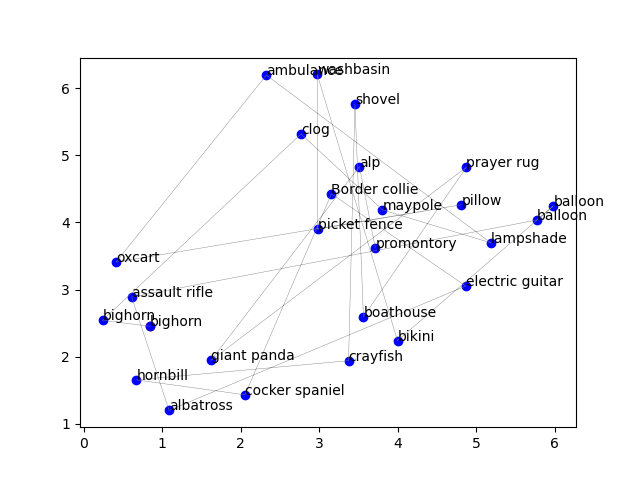 ambulance
washbasin
shovel
clog
alp
prayer rug
Border collie
maypole
pillow
balloon
balloon
picket fence
lampshade
promontory
oxcart
electric guitar
assault rifle
bighorn
bighorn
boathouse
bikini
giant panda
crayfish
hornbill
cocker spaniel
albatross
6
5
4
3
2
1
0 1 2 3 4 5 6